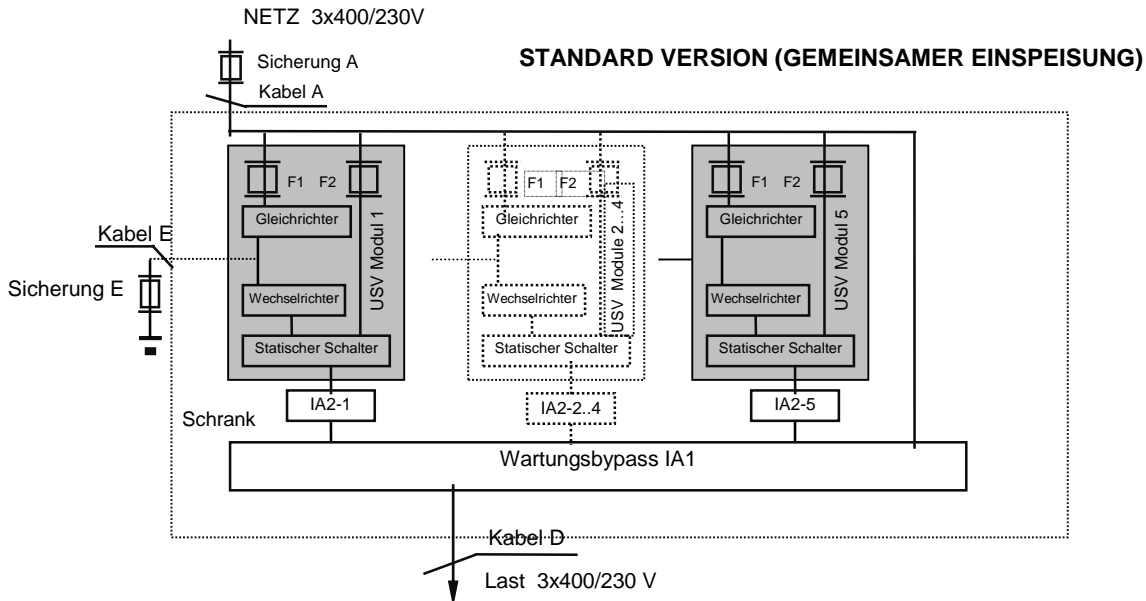 NETZ 3x400/230V
STANDARD VERSION (GEMEINSAMER EINSPEISUNG)
Sicherung A
Kabel A
F1 F2
F1 F2
F1 F2
Gleichrichter
Gleichrichter
Gleichrichter
USV Modul 1
USV Module 2..4
USV Modul 5
Kabel E
Sicherung E
Wechselrichter
Wechselrichter
Wechselrichter
Statischer Schalter
Statischer Schalter
Statischer Schalter
IA2-1
IA2-2..4
IA2-5
Schrank
Wartungsbypass IA1
Kabel D
Last 3x400/230 V